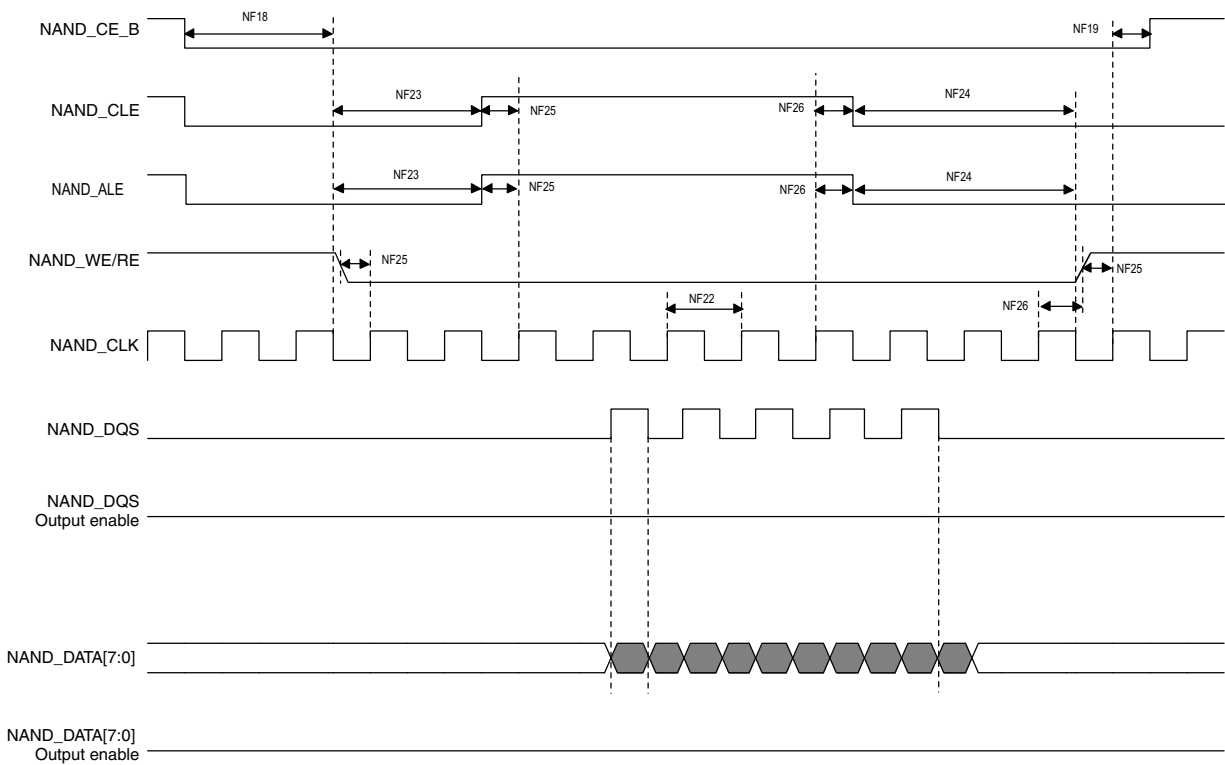 NF18
NAND_CE_B
NF19
NF23
NF25
NF26
NF24
NAND_CLE
NF23
NF25
NF26
NF24
NAND_ALE
NAND_WE/RE
NF25
NF25
NF22
NF26
NAND_CLK
NAND_DQS
NAND_DQS
Output enable
NAND_DATA[7:0]
NAND_DATA[7:0]
Output enable